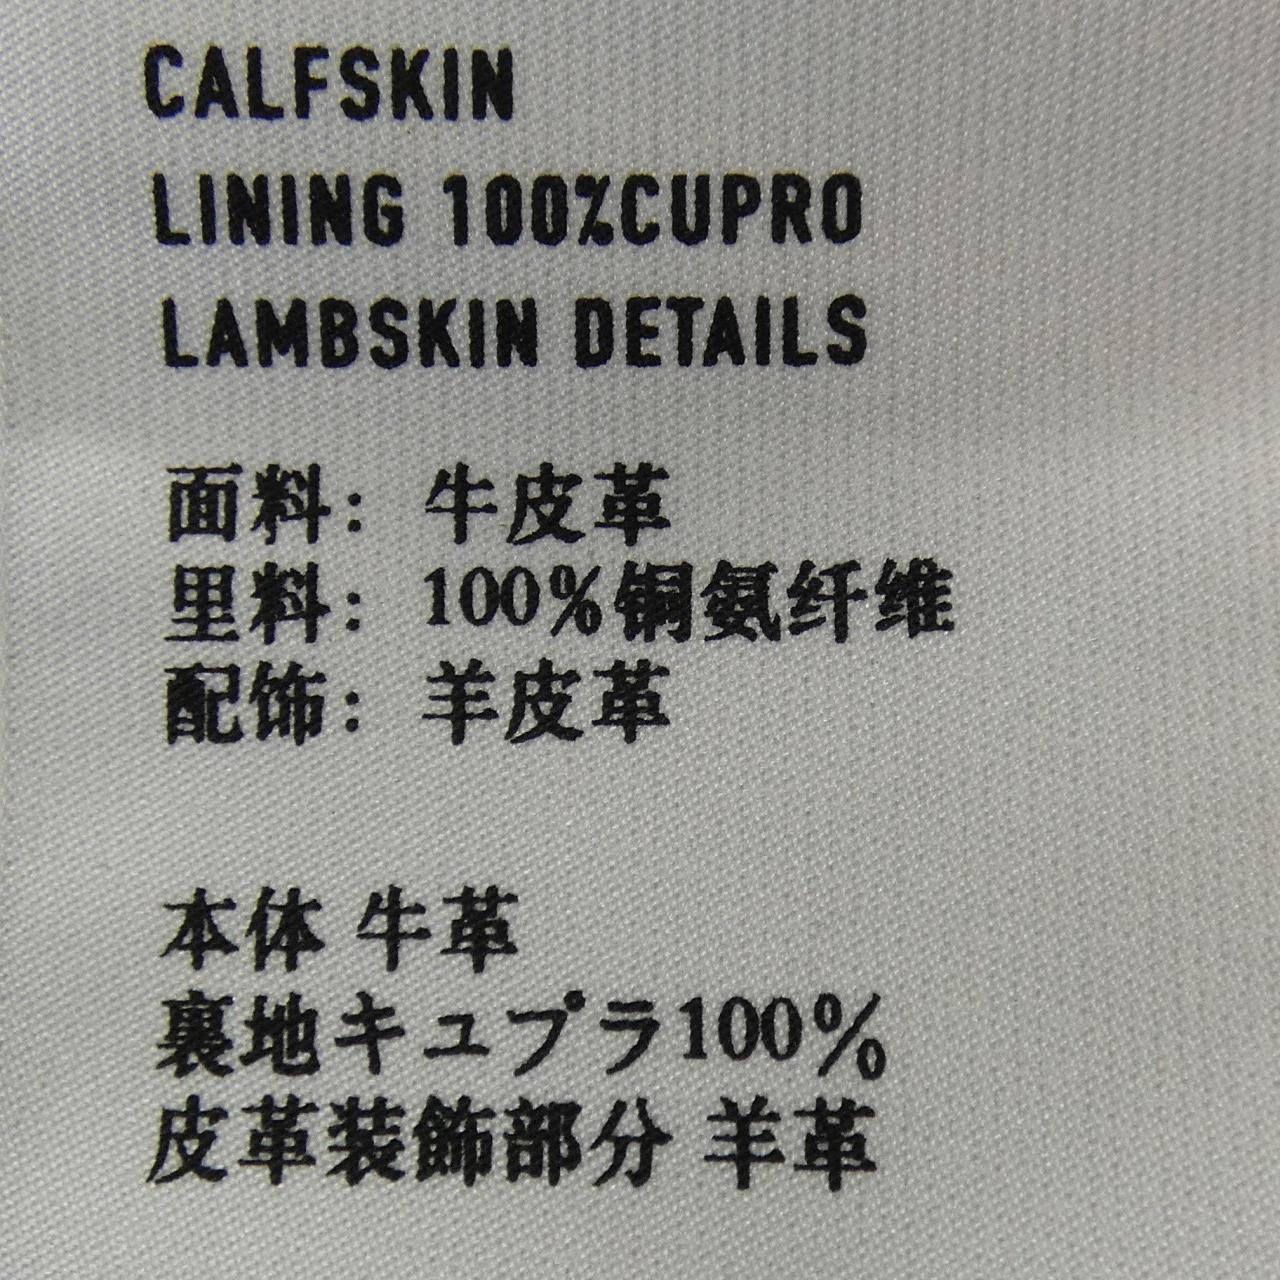 CALFSKIN
LINING 100%CUPRO
LAMBSKIN DETAILS
面料: 牛皮革
里料: 100%铜氨纤维
配饰: 羊皮革
本体 牛革
裏地キュプラ100%
皮革装飾部分 羊革